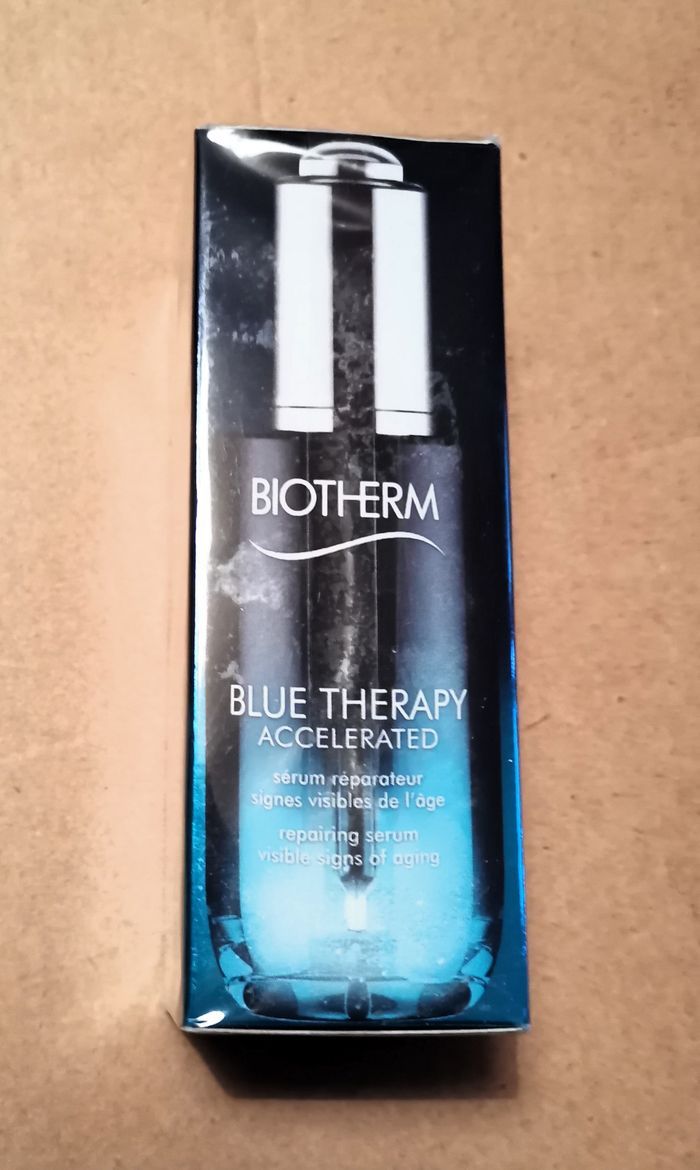 BIOTHERM
BLUE THERAPY
ACCELERATED
sérum réparateur
signes visibles de l'âge
repairing serum
visible signs of aging